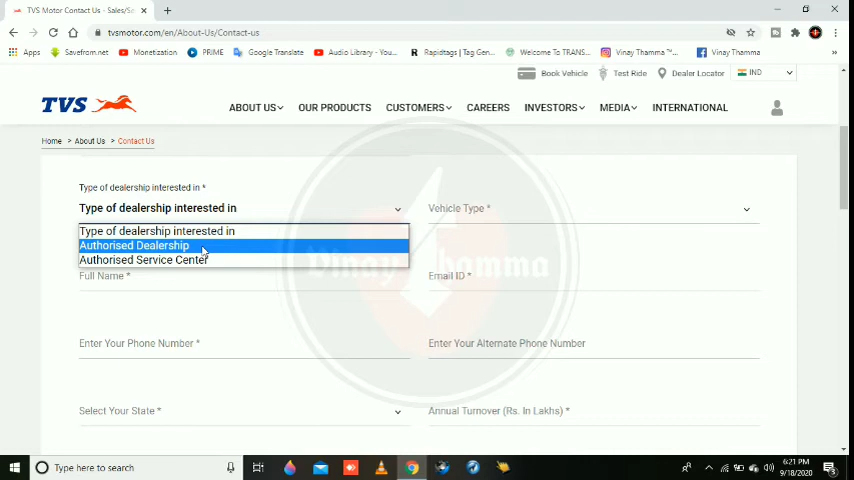 TVS Motor Contact Us - Sales/Se
tvsmotor.com/en/About-Us/Contact-us
Apps Savefrom.net Monetization PRIME Google Translate Audio Library - You... Rapidtags | Tag Gen... Welcome To TRANS... Vinay Thamma ™... Vinay Thamma
Book Vehicle Test Ride Dealer Locator IND
TVS ABOUT US OUR PRODUCTS CUSTOMERS CAREERS INVESTORS MEDIA INTERNATIONAL
Home > About Us > Contact Us
Type of dealership interested in *
Type of dealership interested in Vehicle Type *
Type of dealership interested in
Authorised Dealership
Authorised Service Center
Vinay Thamma
Full Name * Email ID *
Enter Your Phone Number * Enter Your Alternate Phone Number
Select Your State * Annual Turnover (Rs. In Lakhs) *
Type here to search
6:21 PM
9/18/2020
3